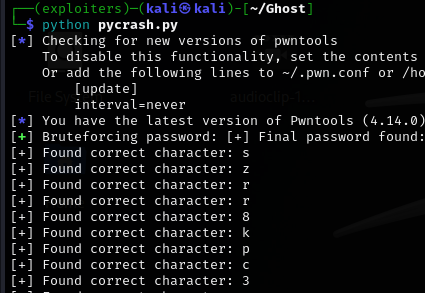 ┌──(exploiters)─(kali㉿kali)-[~/Ghost]
└─$ python pycrash.py
[*] Checking for new versions of pwntools
To disable this functionality, set the contents
Or add the following lines to ~/.pwn.conf or /ho
[update]
interval=never
[*] You have the latest version of Pwntools (4.14.0)
[+] Bruteforcing password: [+] Final password found:
[+] Found correct character: s
[+] Found correct character: z
[+] Found correct character: r
[+] Found correct character: r
[+] Found correct character: 8
[+] Found correct character: k
[+] Found correct character: p
[+] Found correct character: c
[+] Found correct character: 3